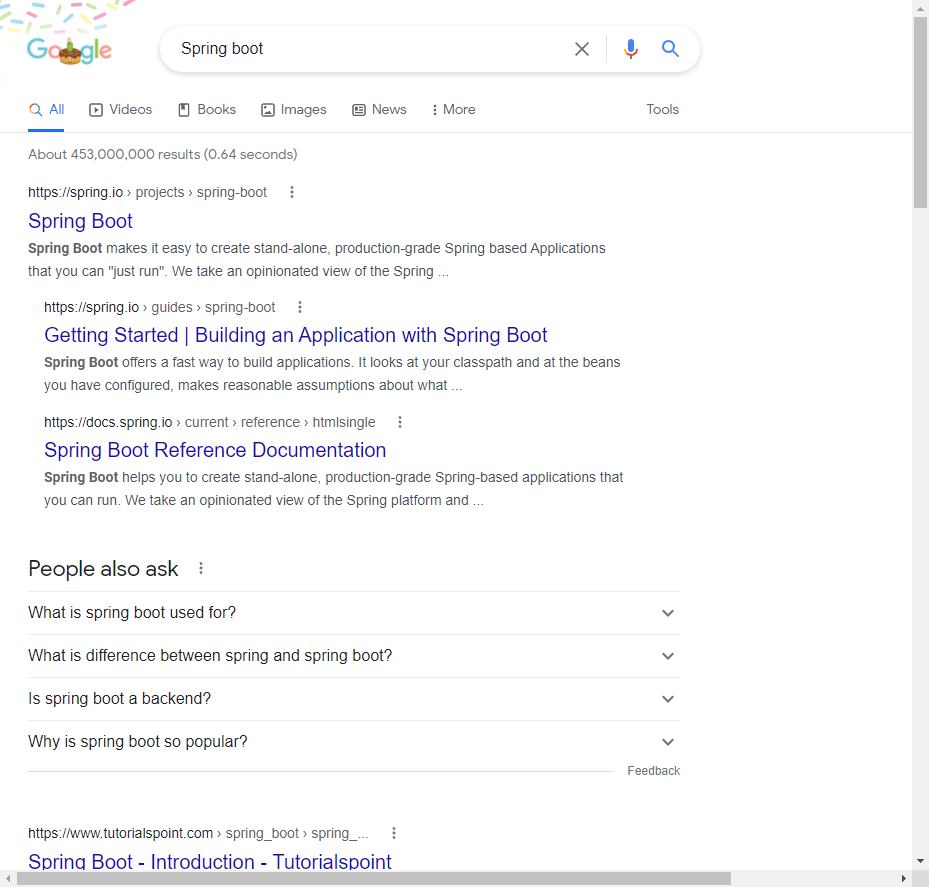 Google
Spring boot
All Videos Books Images News More Tools
About 453,000,000 results (0.64 seconds)
https://spring.io › projects › spring-boot
Spring Boot
Spring Boot makes it easy to create stand-alone, production-grade Spring based Applications
that you can "just run". We take an opinionated view of the Spring ...
https://spring.io › guides › spring-boot
Getting Started | Building an Application with Spring Boot
Spring Boot offers a fast way to build applications. It looks at your classpath and at the beans
you have configured, makes reasonable assumptions about what ...
https://docs.spring.io › current › reference › htmlsingle
Spring Boot Reference Documentation
Spring Boot helps you to create stand-alone, production-grade Spring-based applications that
you can run. We take an opinionated view of the Spring platform and ...
People also ask
What is spring boot used for?
What is difference between spring and spring boot?
Is spring boot a backend?
Why is spring boot so popular?
Feedback
https://www.tutorialspoint.com › spring_boot › spring_...
Spring Boot - Introduction - Tutorialspoint